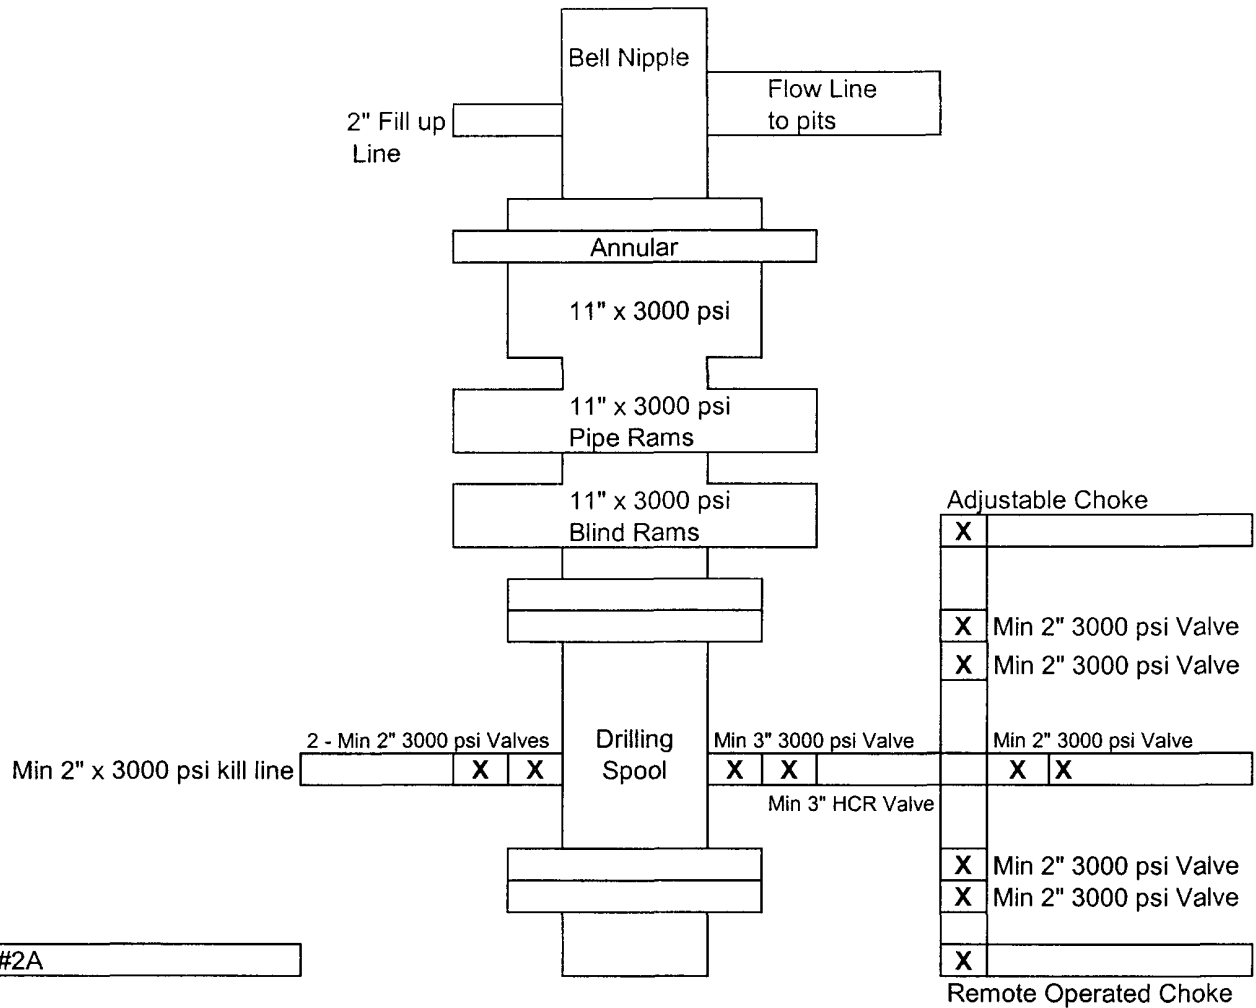 Bell Nipple
Flow Line
to pits
2" Fill up
Line
Annular
11" x 3000 psi
11" x 3000 psi
Pipe Rams
11" x 3000 psi
Blind Rams
Adjustable Choke
X
X Min 2" 3000 psi Valve
X Min 2" 3000 psi Valve
2 - Min 2" 3000 psi Valves
Drilling
Spool
Min 3" 3000 psi Valve
Min 2" 3000 psi Valve
Min 2" x 3000 psi kill line
X X
X X
X X
Min 3" HCR Valve
X Min 2" 3000 psi Valve
X Min 2" 3000 psi Valve
#2A
X
Remote Operated Choke